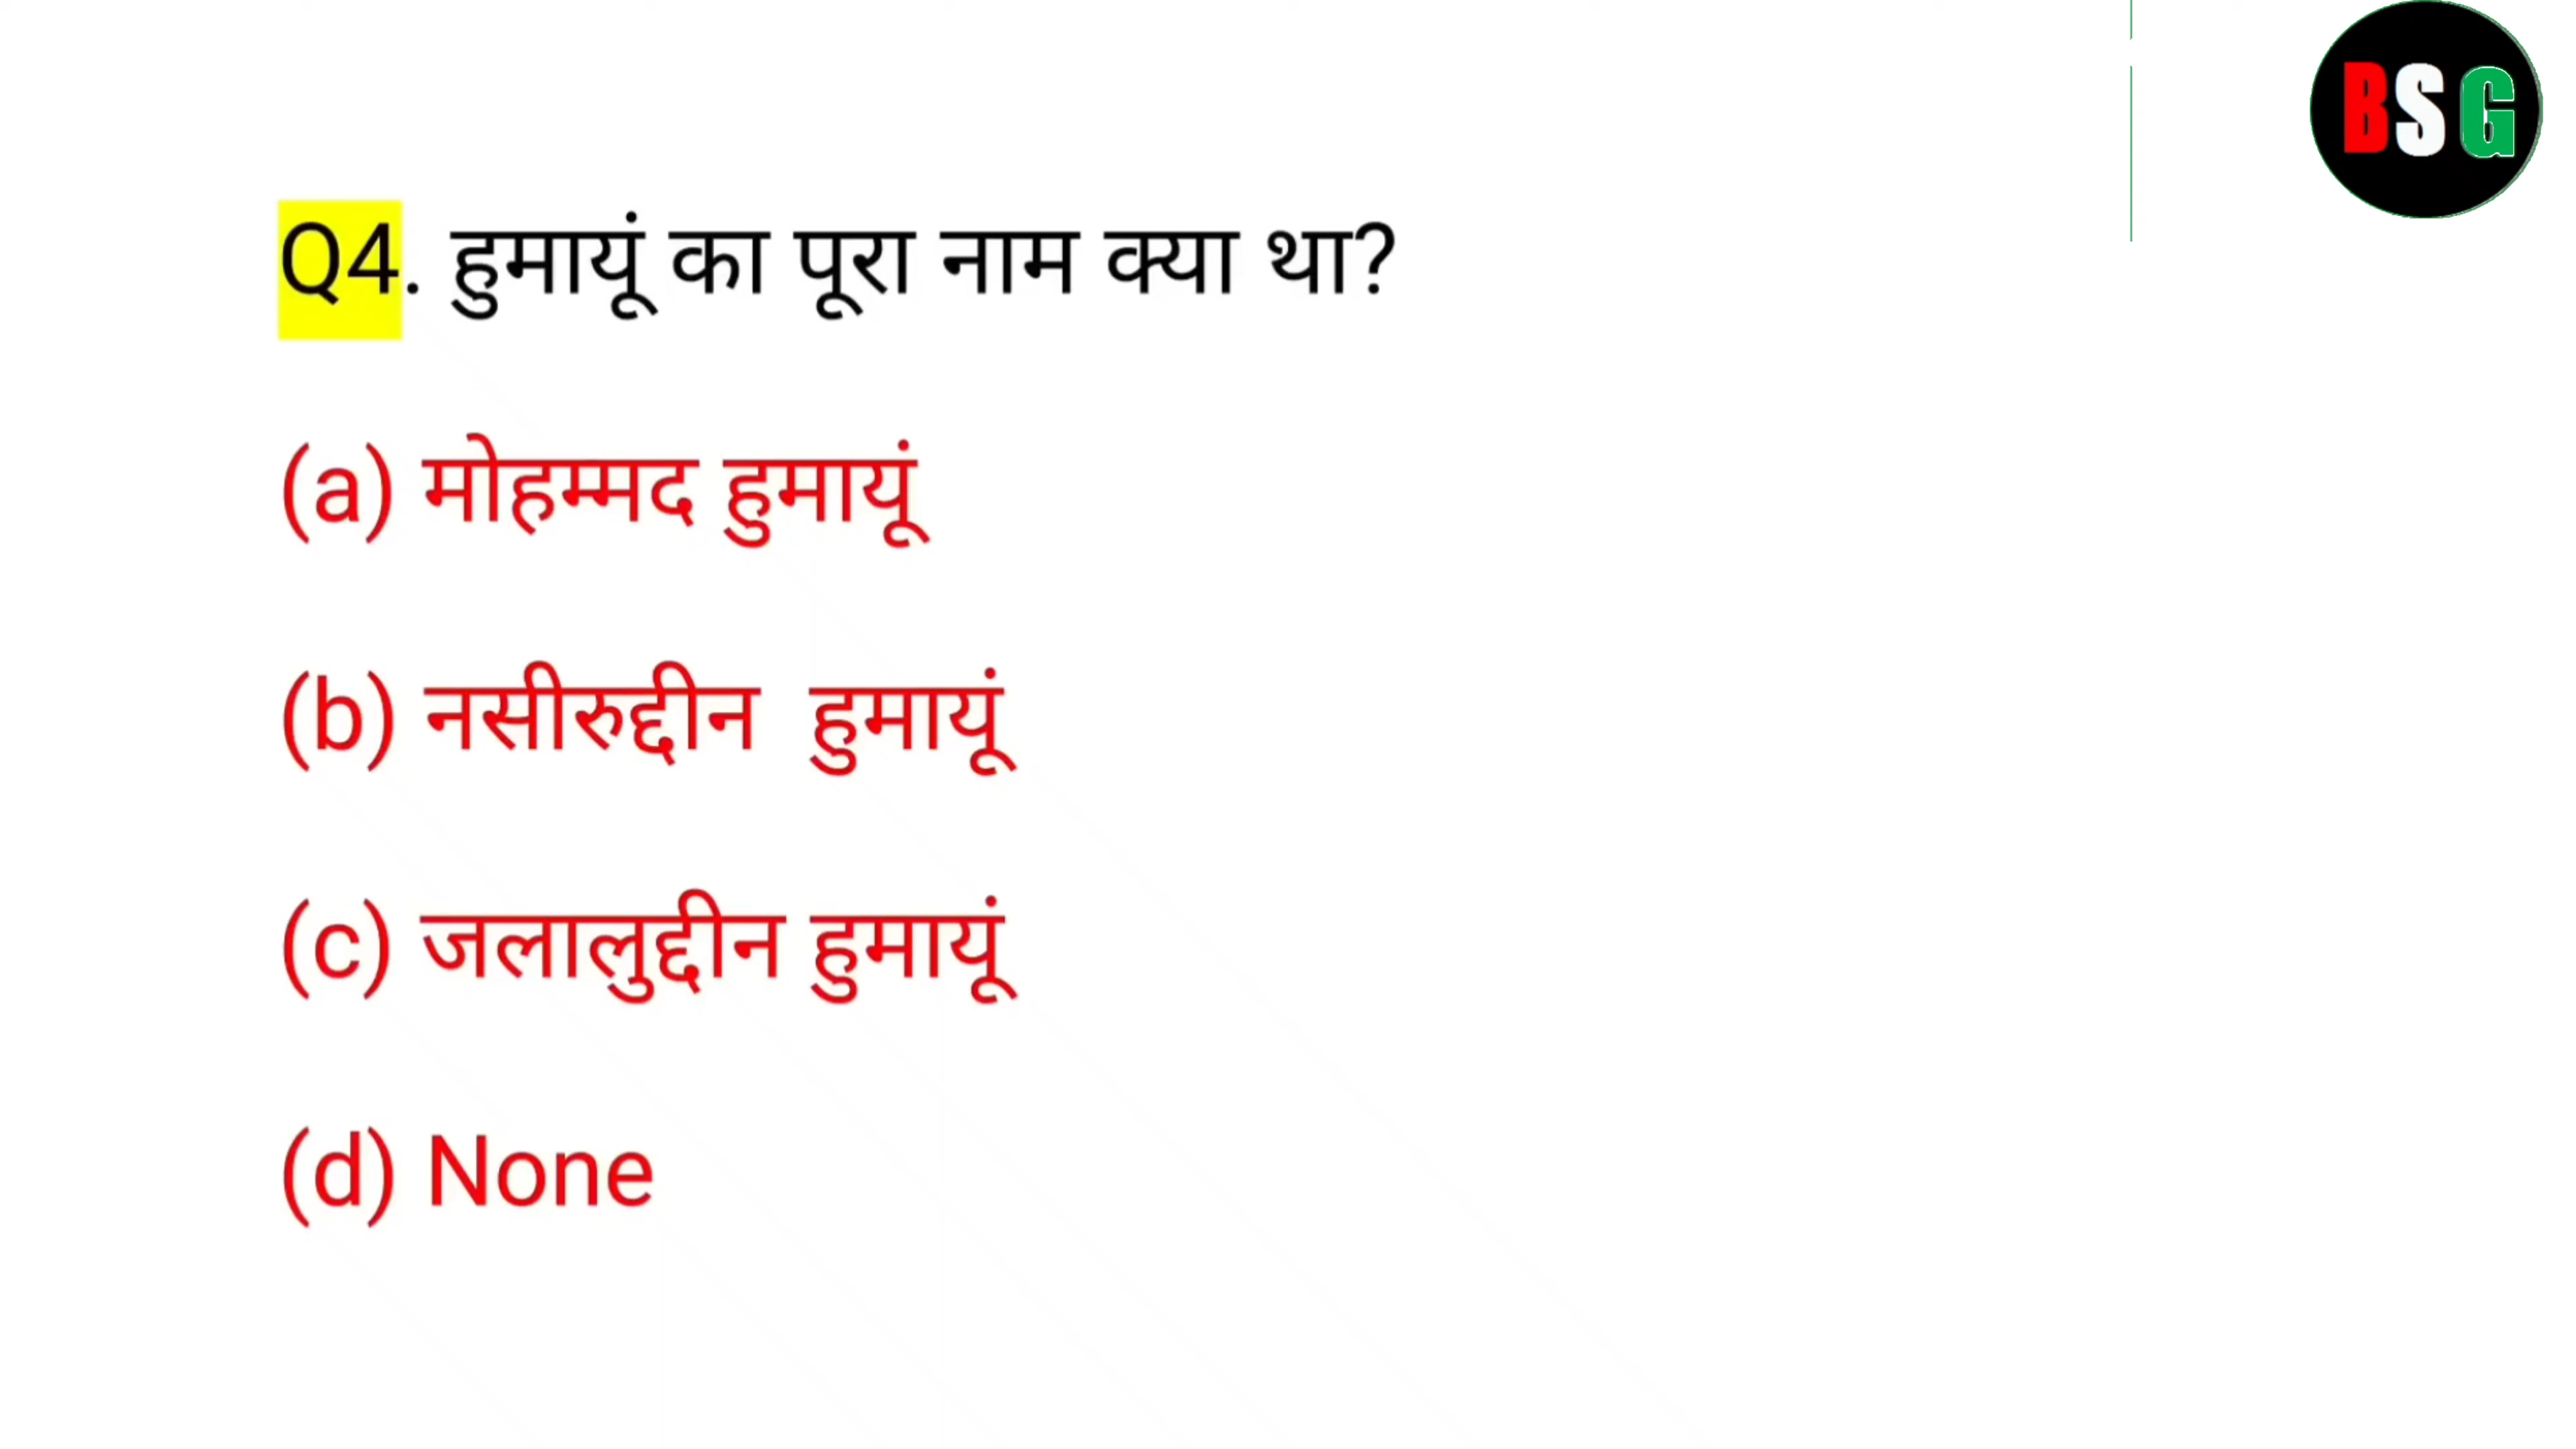 BSG
Q4. हुमायूं का पूरा नाम क्या था?
(a) मोहम्मद हुमायूं
(b) नसीरुद्दीन हुमायूं
(c) जलालुद्दीन हुमायूं
(d) None